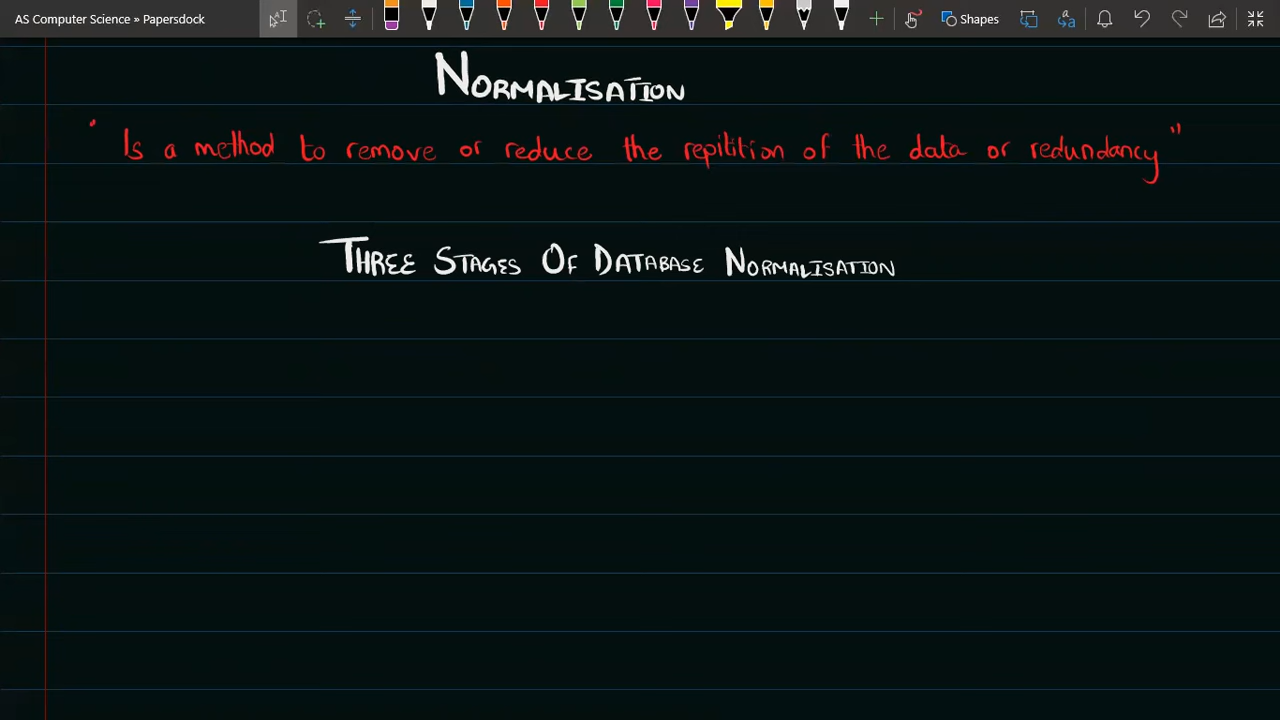 AS Computer Science » Papersdock
Shapes
NORMALISATION
" Is a method to remove or reduce the repitition of the data or redundancy "
THREE STAGES OF DATABASE NORMALISATION